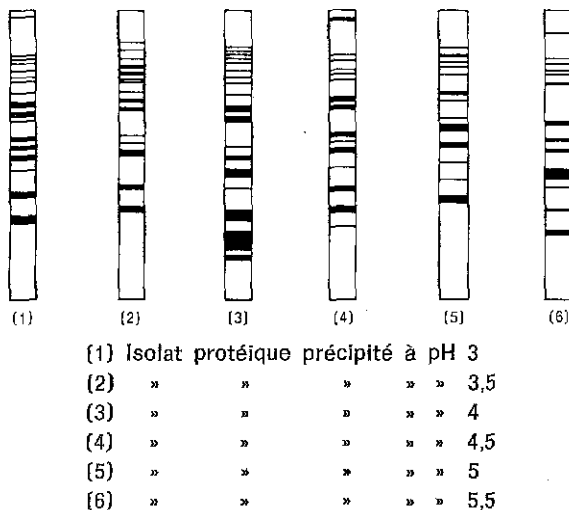 (1) (2) (3) (4) (5) (6)
(1) Isolat protéique précipité à pH 3
(2) » » » » » 3,5
(3) » » » » » 4
(4) » » » » » 4,5
(5) » » » » » 5
(6) » » » » » 5,5